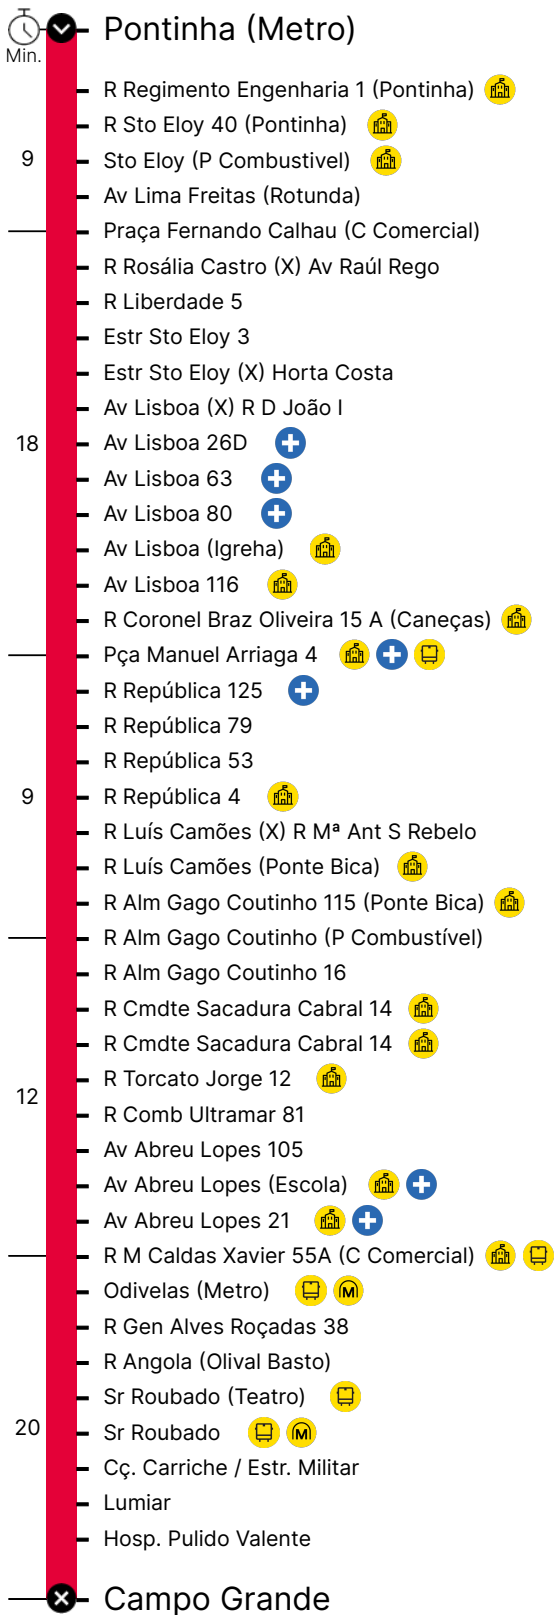 Pontinha (Metro)
Min.
R Regimento Engenharia 1 (Pontinha)
R Sto Eloy 40 (Pontinha)
9
Sto Eloy (P Combustivel)
Av Lima Freitas (Rotunda)
Praça Fernando Calhau (C Comercial)
R Rosália Castro (X) Av Raúl Rego
R Liberdade 5
Estr Sto Eloy 3
Estr Sto Eloy (X) Horta Costa
Av Lisboa (X) R D João I
18
Av Lisboa 26D
Av Lisboa 63
Av Lisboa 80
Av Lisboa (Igreha)
Av Lisboa 116
R Coronel Braz Oliveira 15 A (Caneças)
Pça Manuel Arriaga 4
R República 125
R República 79
R República 53
9
R República 4
R Luís Camões (X) R Mª Ant S Rebelo
R Luís Camões (Ponte Bica)
R Alm Gago Coutinho 115 (Ponte Bica)
R Alm Gago Coutinho (P Combustível)
R Alm Gago Coutinho 16
R Cmdte Sacadura Cabral 14
R Cmdte Sacadura Cabral 14
R Torcato Jorge 12
12
R Comb Ultramar 81
Av Abreu Lopes 105
Av Abreu Lopes (Escola)
Av Abreu Lopes 21
R M Caldas Xavier 55A (C Comercial)
Odivelas (Metro)
M
R Gen Alves Roçadas 38
R Angola (Olival Basto)
Sr Roubado (Teatro)
20
Sr Roubado
M
Cç. Carriche / Estr. Militar
Lumiar
Hosp. Pulido Valente
Campo Grande